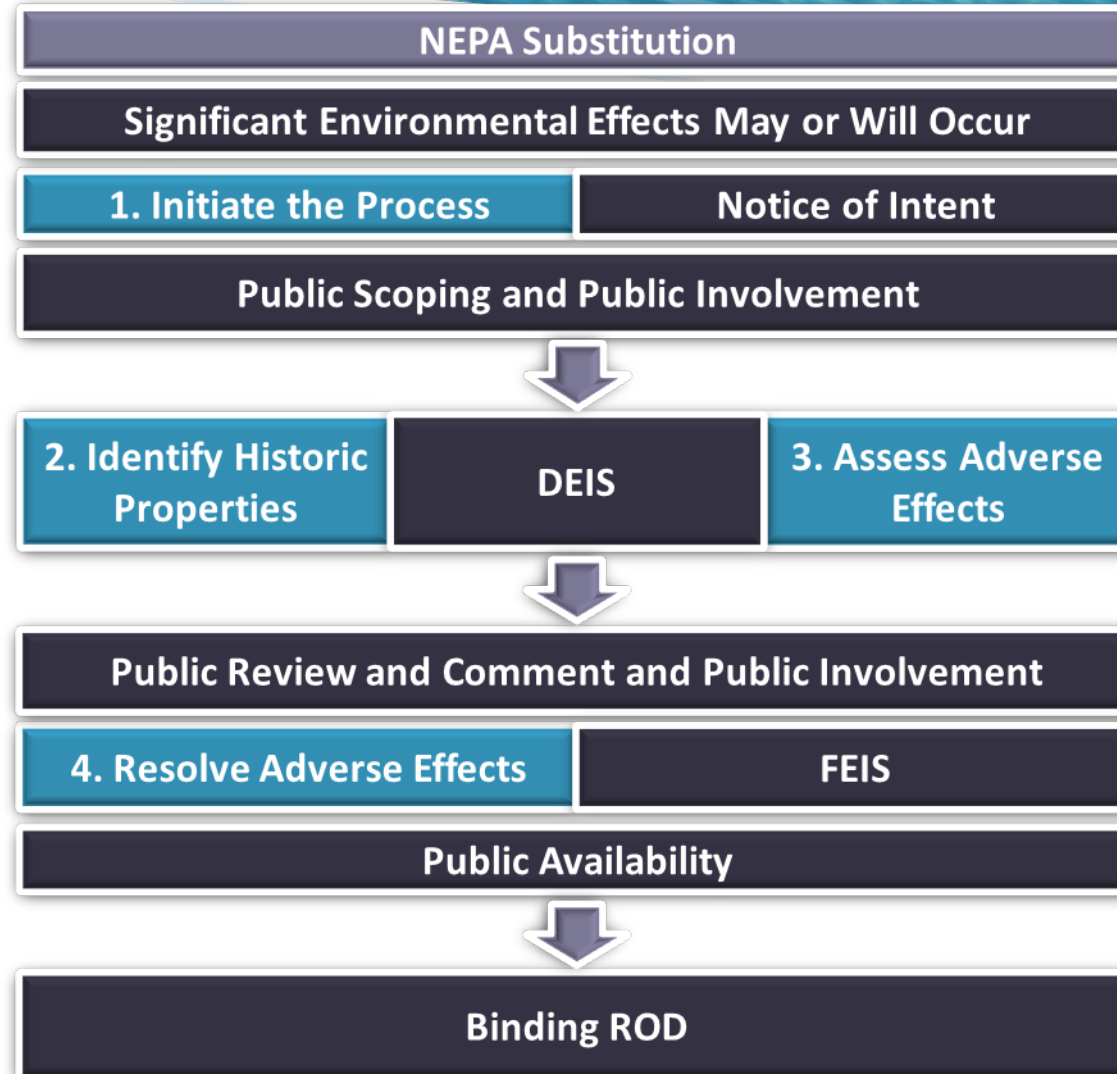 NEPA Substitution
Significant Environmental Effects May or Will Occur
1. Initiate the Process
Notice of Intent
Public Scoping and Public Involvement
2. Identify Historic
Properties
DEIS
3. Assess Adverse
Effects
Public Review and Comment and Public Involvement
4. Resolve Adverse Effects
FEIS
Public Availability
Binding ROD